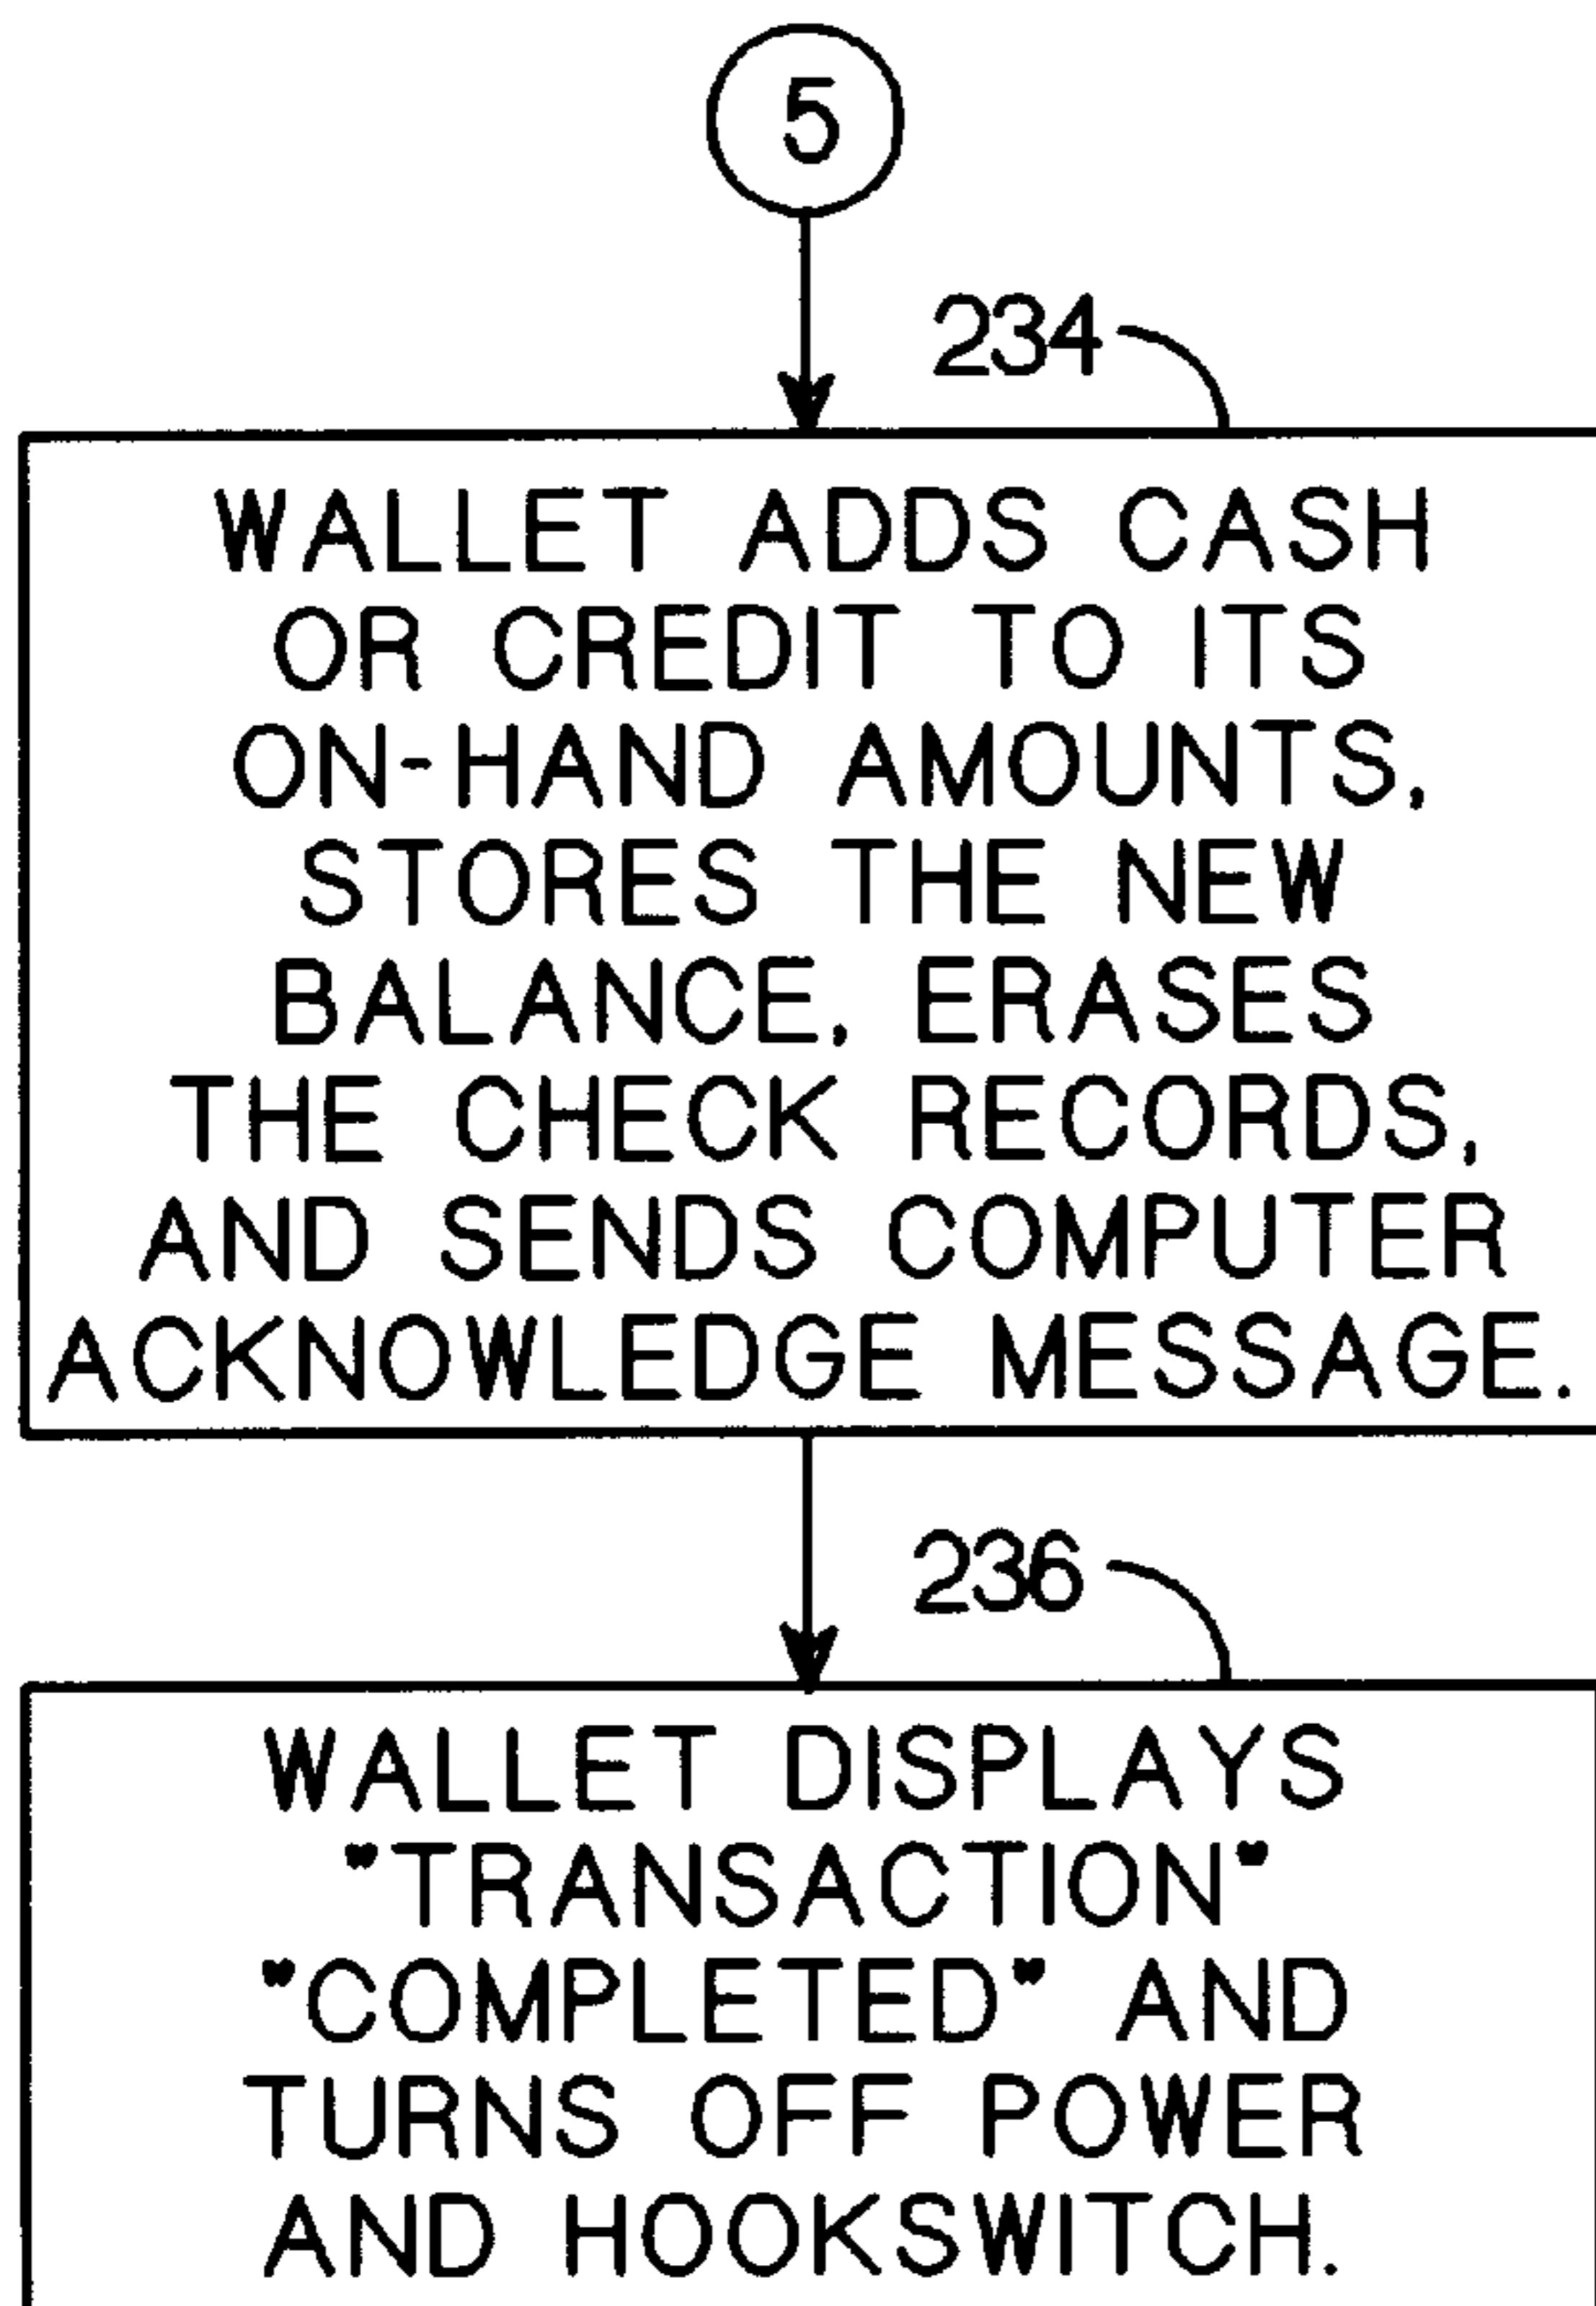 5
234
WALLET ADDS CASH
OR CREDIT TO ITS
ON-HAND AMOUNTS,
STORES THE NEW
BALANCE, ERASES
THE CHECK RECORDS,
AND SENDS COMPUTER
ACKNOWLEDGE MESSAGE.
236
WALLET DISPLAYS
"TRANSACTION"
"COMPLETED" AND
TURNS OFF POWER
AND HOOKSWITCH.